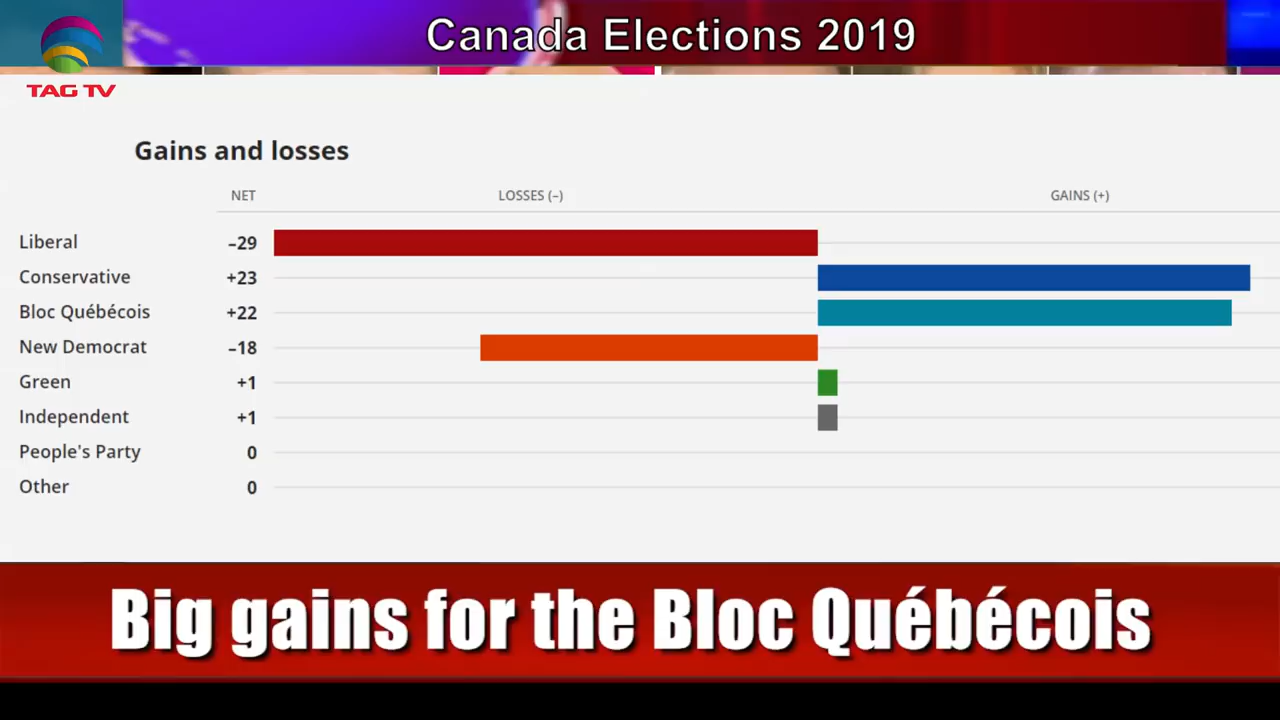 Canada Elections 2019
TAG TV
Gains and losses
NET LOSSES (–) GAINS (+)
Liberal –29
Conservative +23
Bloc Québécois +22
New Democrat –18
Green +1
Independent +1
People's Party 0
Other 0
Big gains for the Bloc Québécois